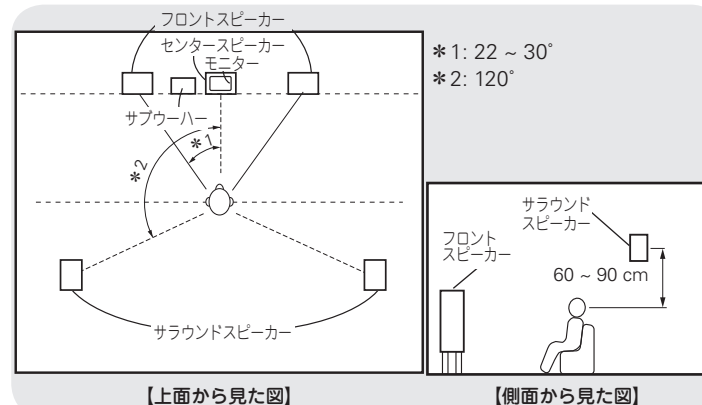 フロントスピーカー
センタースピーカー
モニター
サブウーハー
＊1
＊2
サラウンドスピーカー
【上面から見た図】
＊1: 22 ~ 30°
＊2: 120°
サラウンド
スピーカー
フロント
スピーカー
60 ~ 90 cm
【側面から見た図】